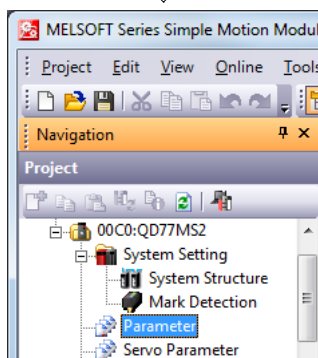 MELSOFT Series Simple Motion Modul
Project Edit View Online Tools
Navigation
Project
00C0:QD77MS2
System Setting
System Structure
Mark Detection
Parameter
Servo Parameter